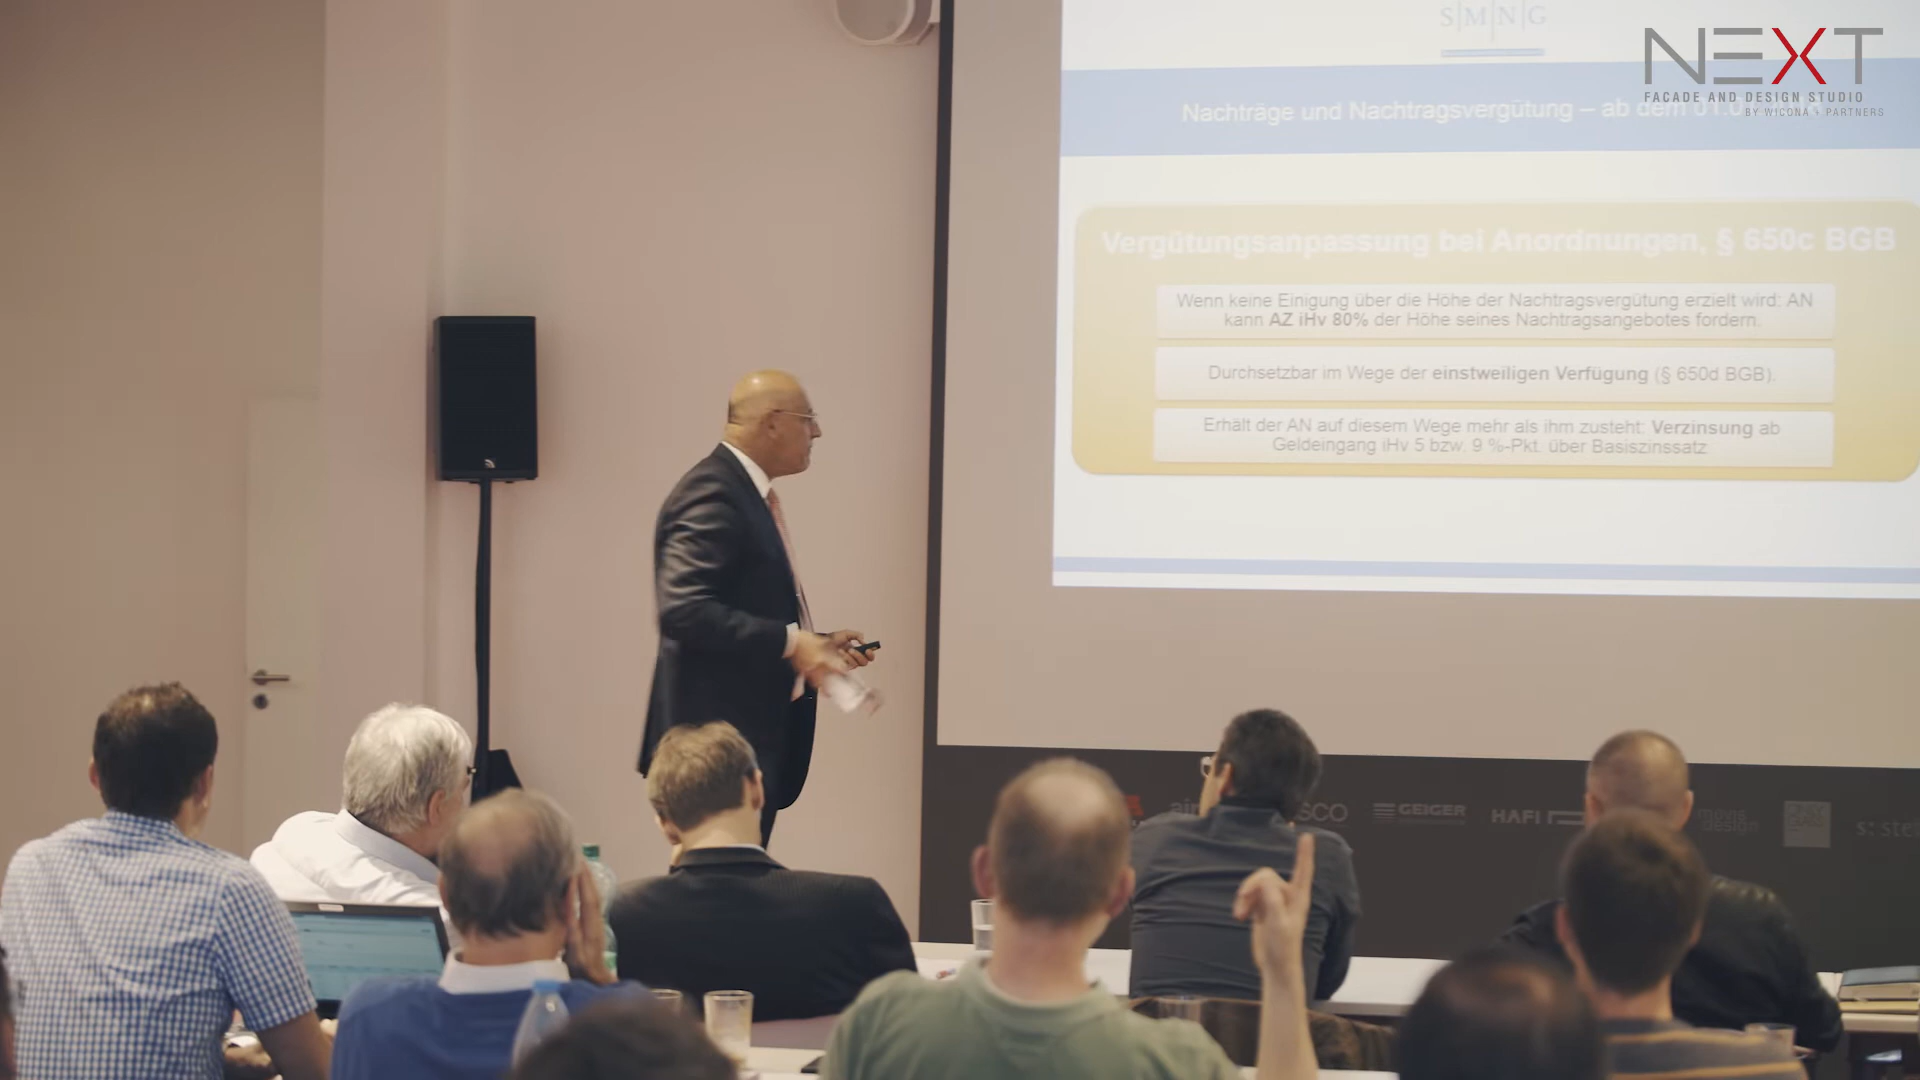 S|M|N|G
NEXT
FACADE AND DESIGN STUDIO
BY WICONA + PARTNERS
Nachträge und Nachtragsvergütung – ab dem
Vergütungsanpassung bei Anordnungen, § 650c BGB
Wenn keine Einigung über die Höhe der Nachtragsvergütung erzielt wird: AN
kann AZ iHv 80% der Höhe seines Nachtragsangebotes fordern.
Durchsetzbar im Wege der einstweiligen Verfügung (§ 650d BGB).
Erhält der AN auf diesem Wege mehr als ihm zusteht: Verzinsung ab
Geldeingang iHv 5 bzw. 9 %-Pkt. über Basiszinssatz
GEIGER
HAFI
design